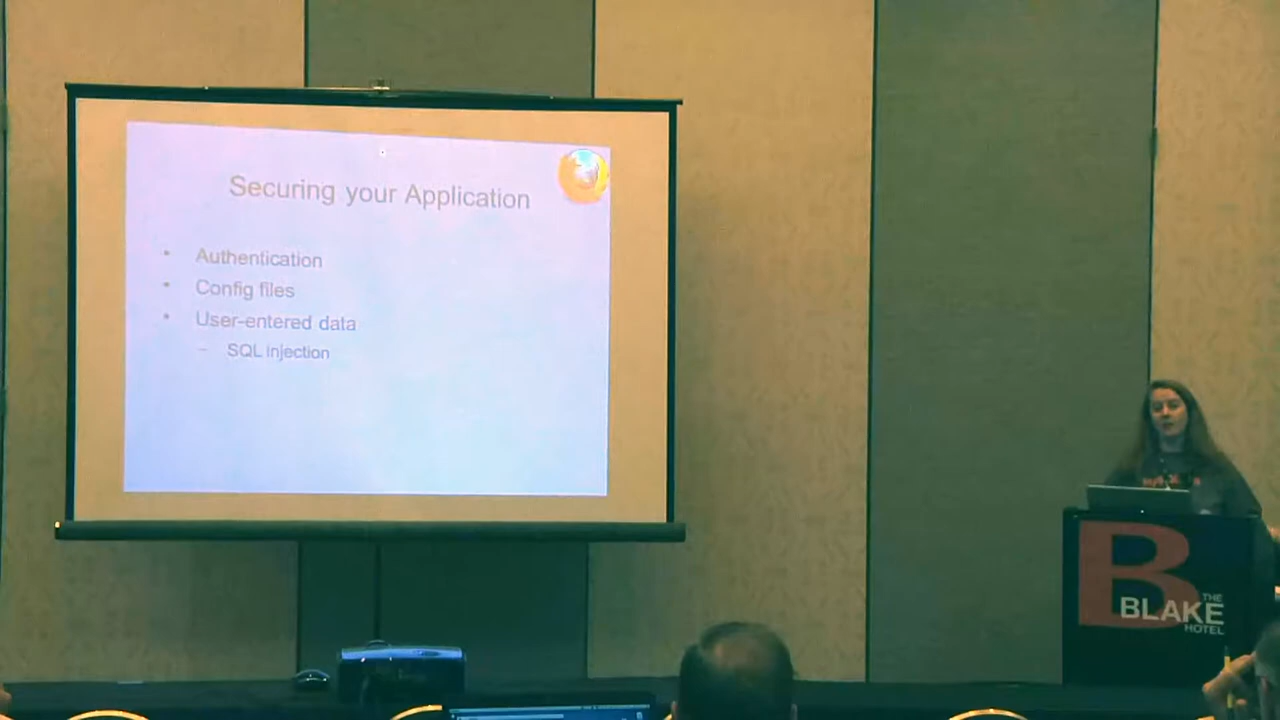 Securing your Application
• Authentication
• Config files
• User-entered data
– SQL injection
B
THE
BLAKE
HOTEL